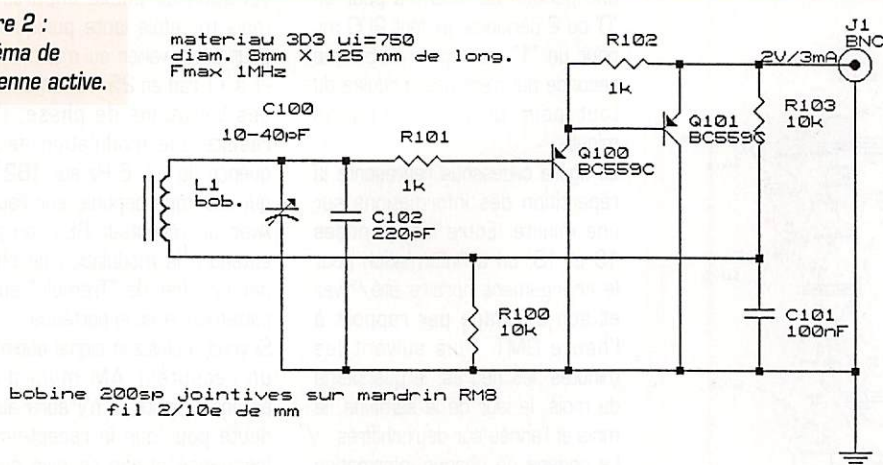 re 2 :
éma de
enne active.
materiau 3D3 ui=750
diam. 8mm X 125 mm de long.
Fmax 1MHz
J1
BNC
2V/3mA
R102
1k
C100
10-40pF
R101
1k
Q100
BC559C
Q101
BC559C
R103
10k
L1
bob.
C102
220pF
R100
10k
C101
100nF
bobine 200sp jointives sur mandrin RM8
fil 2/10e de mm